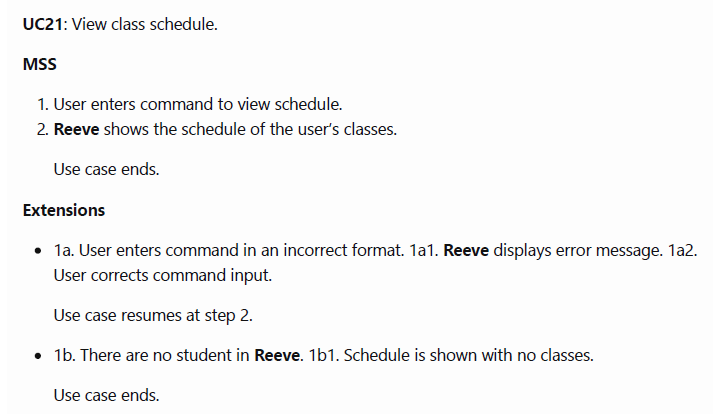 UC21: View class schedule.
MSS
1. User enters command to view schedule.
2. Reeve shows the schedule of the user's classes.
Use case ends.
Extensions
• 1a. User enters command in an incorrect format. 1a1. Reeve displays error message. 1a2.
User corrects command input.
Use case resumes at step 2.
• 1b. There are no student in Reeve. 1b1. Schedule is shown with no classes.
Use case ends.